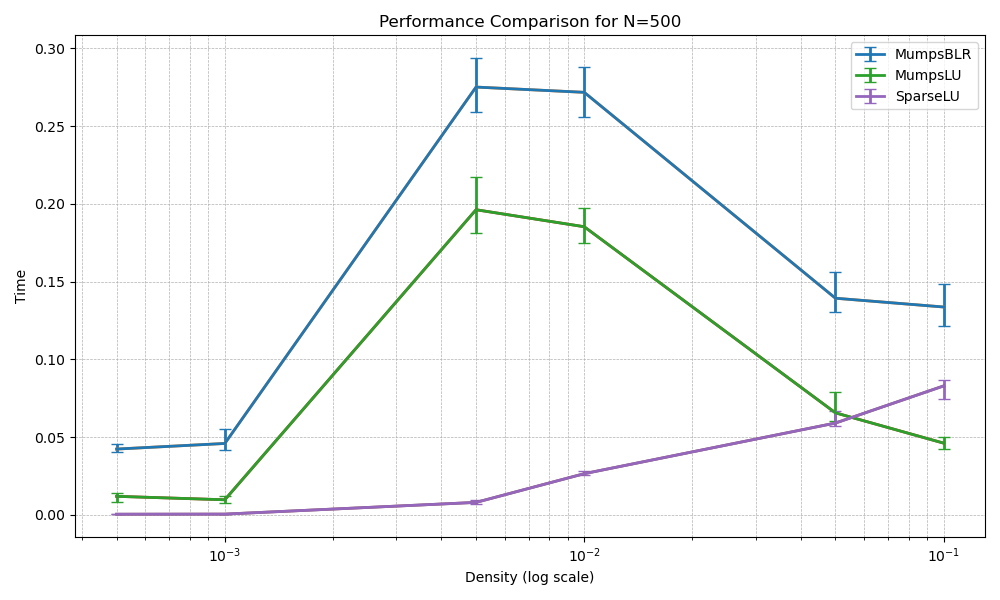 Performance Comparison for N=500
MumpsBLR
MumpsLU
SparseLU
Time
0.30
0.25
0.20
0.15
0.10
0.05
0.00
10⁻³
10⁻²
10⁻¹
Density (log scale)